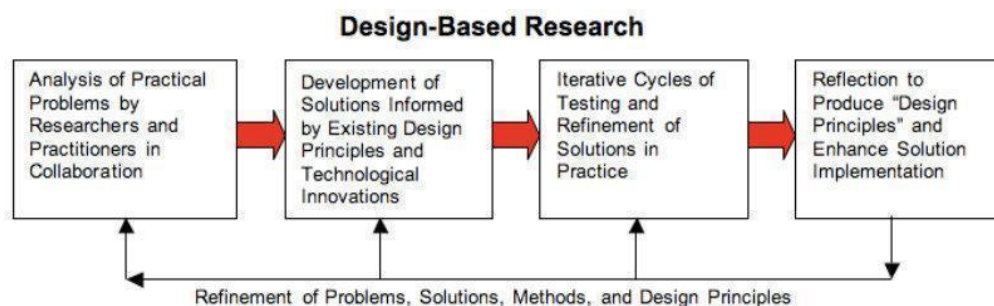 Design-Based Research
Analysis of Practical
Problems by
Researchers and
Practitioners in
Collaboration
Development of
Solutions Informed
by Existing Design
Principles and
Technological
Innovations
Iterative Cycles of
Testing and
Refinement of
Solutions in
Practice
Reflection to
Produce “Design
Principles” and
Enhance Solution
Implementation
Refinement of Problems, Solutions, Methods, and Design Principles